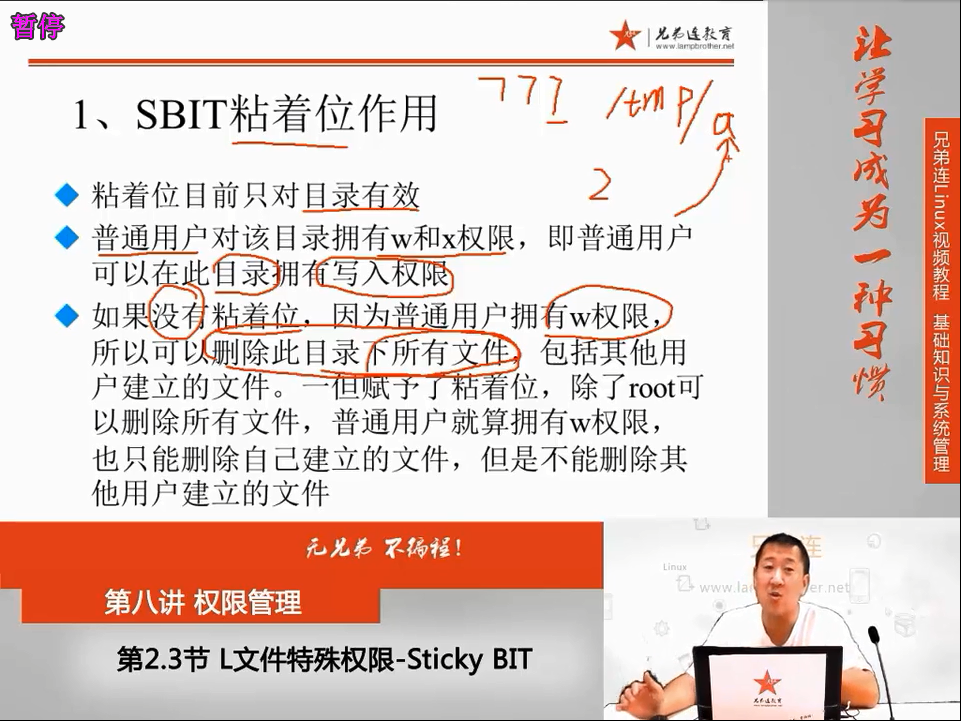 暂停
兄弟连教育
www.lampbrother.net
1、SBIT粘着位作用
777 /tmp/a
2
粘着位目前只对目录有效
普通用户对该目录拥有w和x权限，即普通用户
可以在此目录拥有写入权限
如果没有粘着位，因为普通用户拥有w权限，
所以可以删除此目录下所有文件，包括其他用
户建立的文件。一但赋予了粘着位，除了root可
以删除所有文件，普通用户就算拥有w权限，
也只能删除自己建立的文件，但是不能删除其
他用户建立的文件
让学习成为一种习惯
兄弟连Linux视频教程 基础知识与系统管理
无兄弟 不编程！
第八讲 权限管理
第2.3节 L文件特殊权限-Sticky BIT
Linux
兄弟连教育